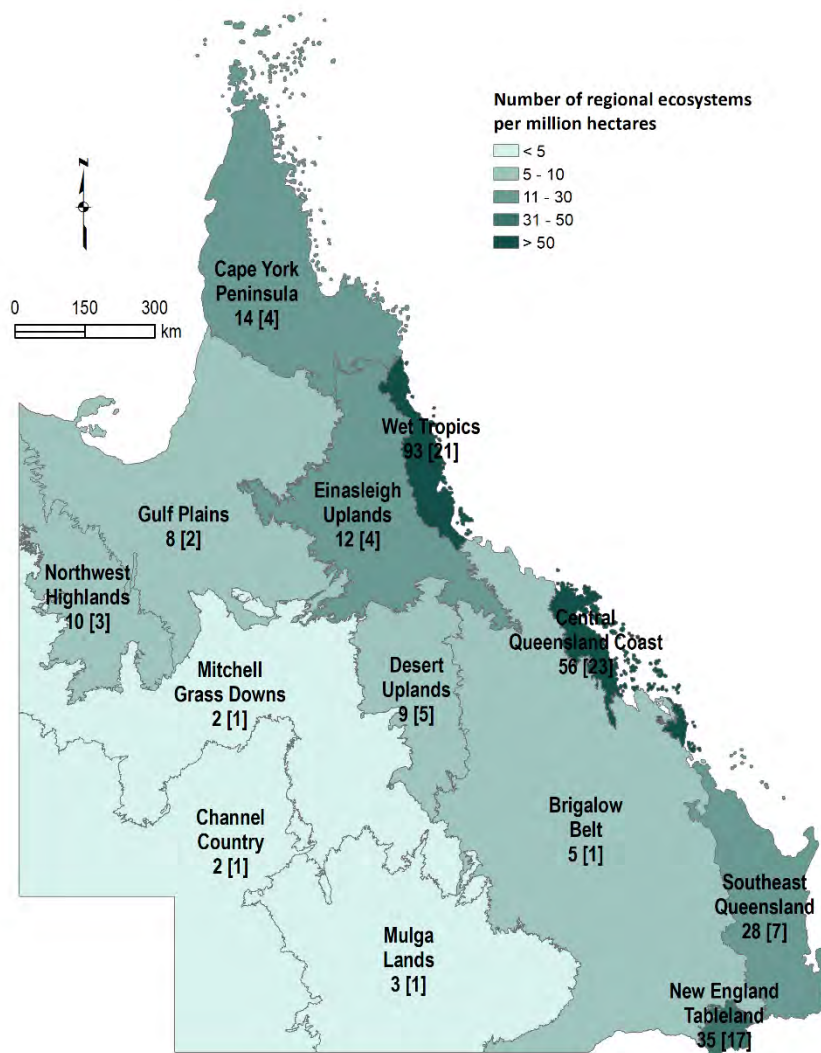 Number of regional ecosystems
per million hectares
< 5
5 - 10
11 - 30
31 - 50
> 50
N
0 150 300
km
Cape York
Peninsula
14 [4]
Wet Tropics
93 [21]
Einasleigh
Uplands
12 [4]
Gulf Plains
8 [2]
Northwest
Highlands
10 [3]
Central
Queensland Coast
56 [23]
Mitchell
Grass Downs
2 [1]
Desert
Uplands
9 [5]
Brigalow
Belt
5 [1]
Channel
Country
2 [1]
Southeast
Queensland
28 [7]
Mulga
Lands
3 [1]
New England
Tableland
35 [17]